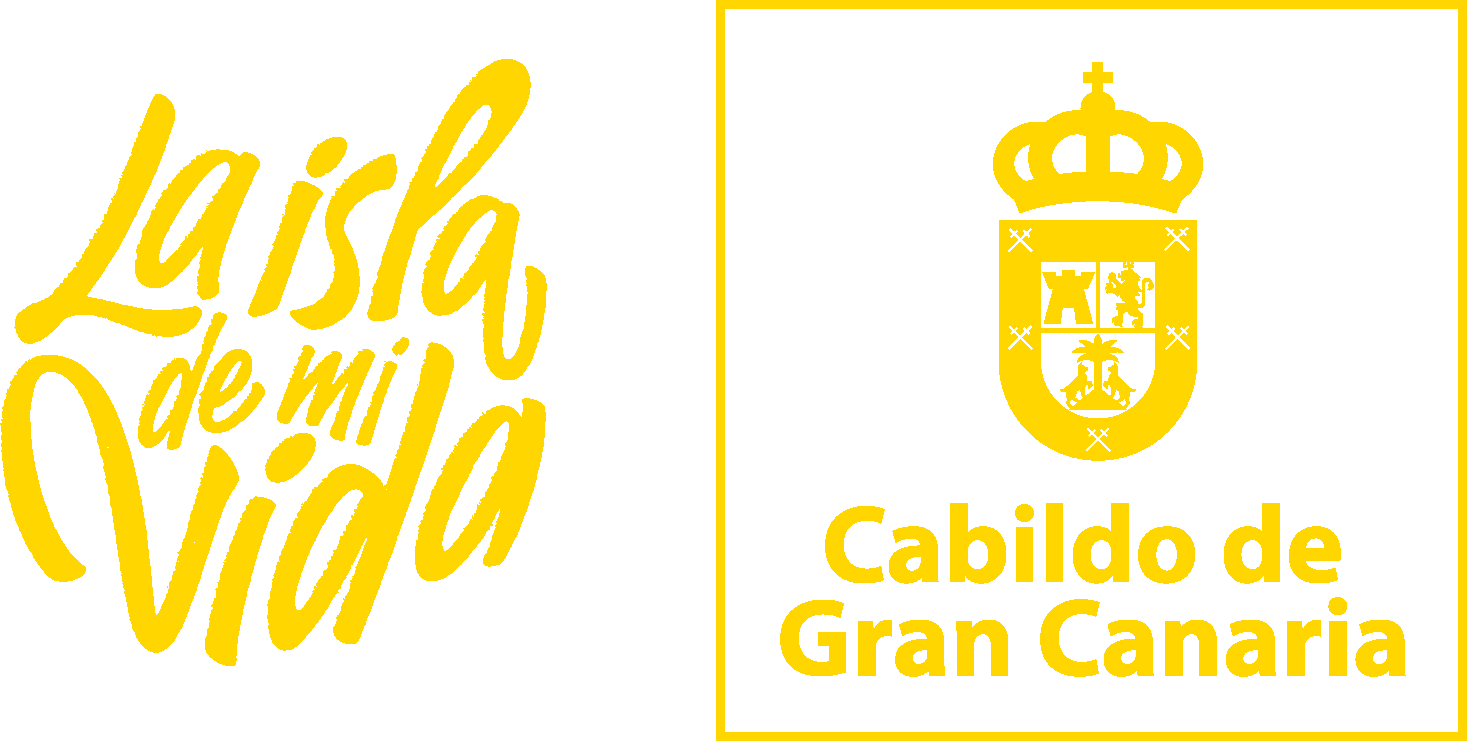 La isla
de mi
Vida
Cabildo de
Gran Canaria